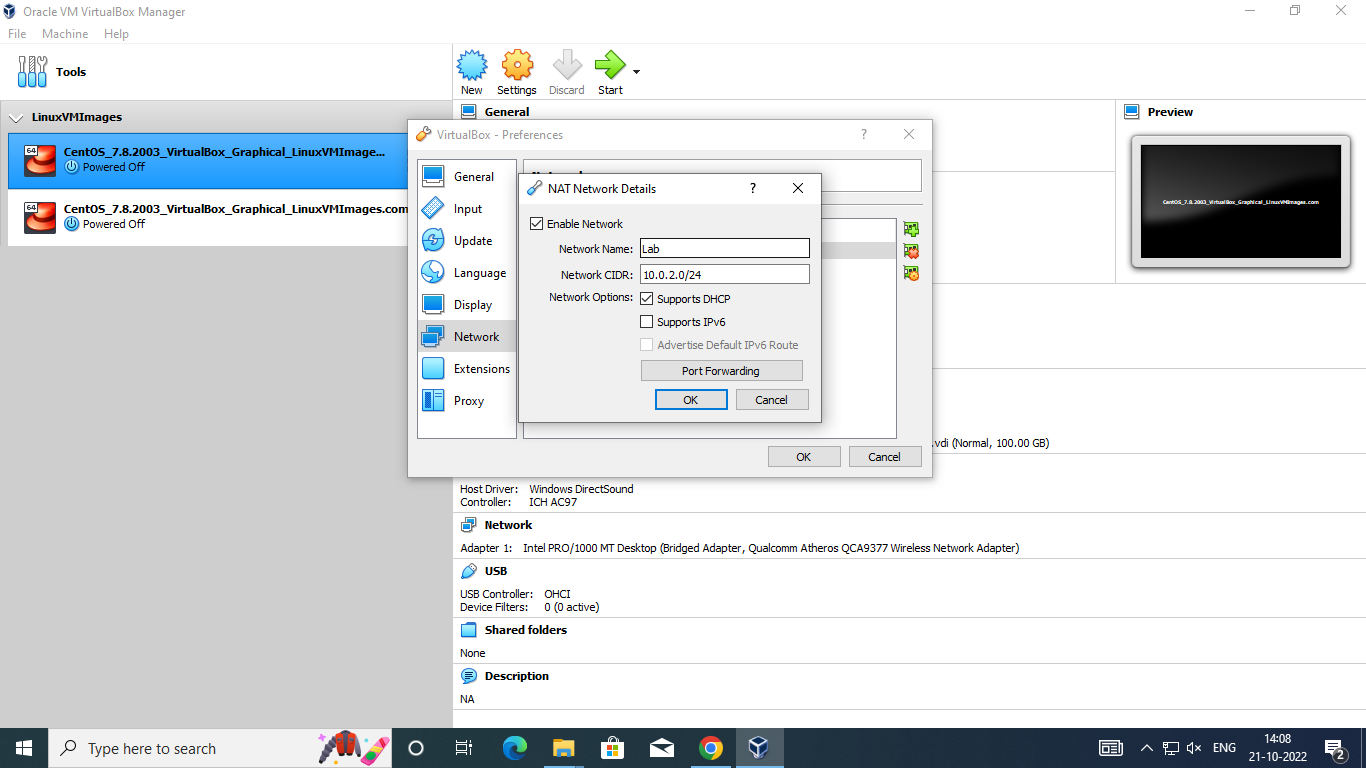 Oracle VM VirtualBox Manager
File Machine Help
Tools
New Settings Discard Start
LinuxVMImages
64
CentOS_7.8.2003_VirtualBox_Graphical_LinuxVMImage...
Powered Off
64
CentOS_7.8.2003_VirtualBox_Graphical_LinuxVMImages.com
Powered Off
General
Preview
CentOS_7.8.2003_VirtualBox_Graphical_LinuxVMImages.com
VirtualBox - Preferences
?
General
Input
Update
Language
Display
Network
Extensions
Proxy
NAT Network Details
?
Enable Network
Network Name: Lab
Network CIDR: 10.0.2.0/24
Network Options: Supports DHCP
Supports IPv6
Advertise Default IPv6 Route
Port Forwarding
OK Cancel
OK Cancel
.vdi (Normal, 100.00 GB)
Host Driver: Windows DirectSound
Controller: ICH AC97
Network
Adapter 1: Intel PRO/1000 MT Desktop (Bridged Adapter, Qualcomm Atheros QCA9377 Wireless Network Adapter)
USB
USB Controller: OHCI
Device Filters: 0 (0 active)
Shared folders
None
Description
NA
Type here to search
ENG
14:08
21-10-2022
2